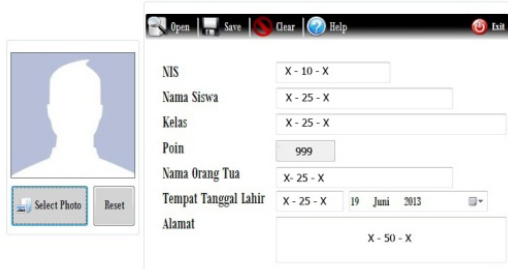 Open Save Clear Help Exit
NIS X - 10 - X
Nama Siswa X - 25 - X
Kelas X - 25 - X
Poin 999
Nama Orang Tua X- 25 - X
Tempat Tanggal Lahir X - 25 - X 19 Juni 2013
Alamat X - 50 - X
Select Photo Reset